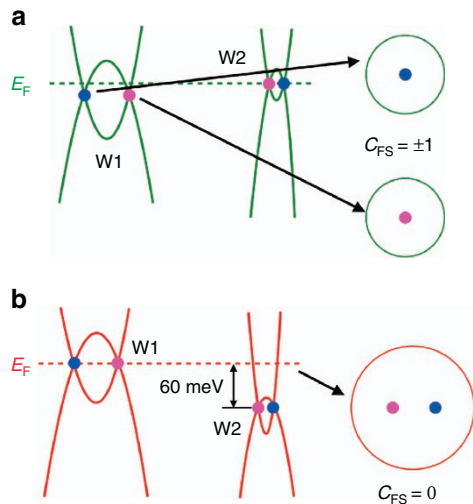 a
E_F
W2
W1
C_FS = ±1
b
E_F
W1
60 meV
W2
C_FS = 0